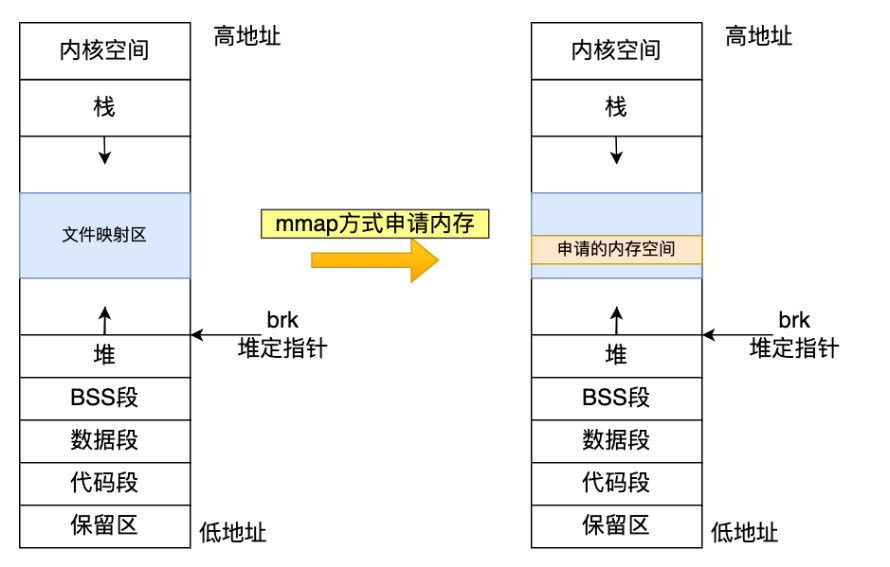 高地址
内核空间
栈
文件映射区
brk
堆定指针
堆
BSS段
数据段
代码段
保留区
低地址
mmap方式申请内存
高地址
内核空间
栈
申请的内存空间
brk
堆定指针
堆
BSS段
数据段
代码段
保留区
低地址